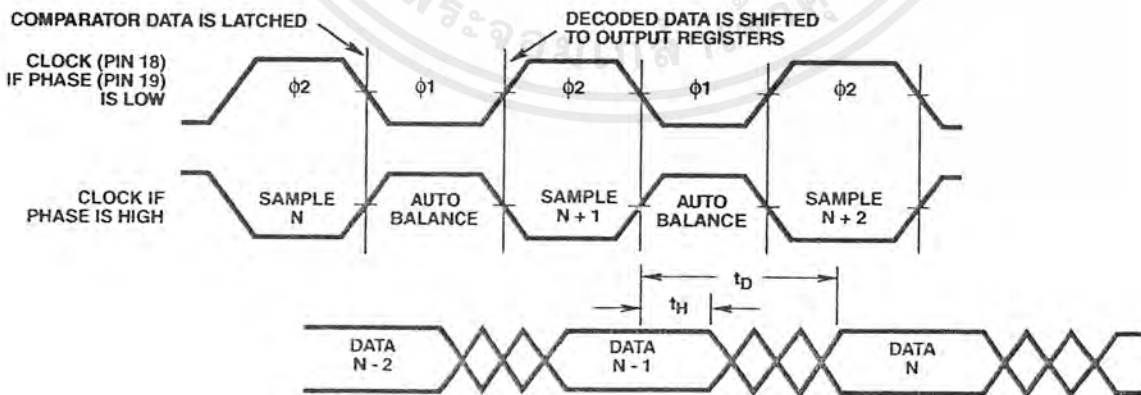 COMPARATOR DATA IS LATCHED
DECODED DATA IS SHIFTED
TO OUTPUT REGISTERS
CLOCK (PIN 18)
IF PHASE (PIN 19)
IS LOW
ϕ2
ϕ1
ϕ2
ϕ1
ϕ2
CLOCK IF
PHASE IS HIGH
SAMPLE
N
AUTO
BALANCE
SAMPLE
N + 1
AUTO
BALANCE
SAMPLE
N + 2
tD
tH
DATA
N - 2
DATA
N - 1
DATA
N